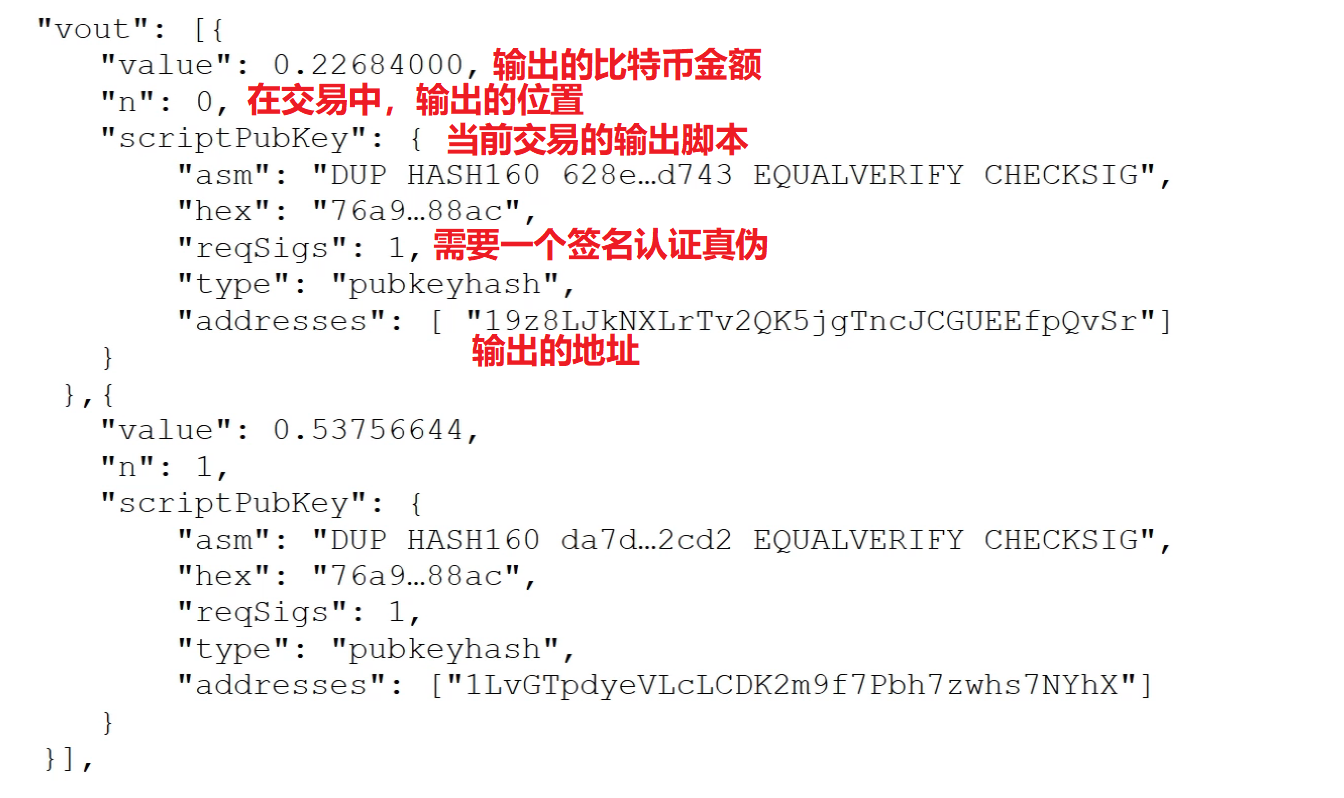 "vout": [{
"value": 0.22684000, 输出的比特币金额
"n": 0, 在交易中，输出的位置
"scriptPubKey": { 当前交易的输出脚本
"asm": "DUP HASH160 628e…d743 EQUALVERIFY CHECKSIG",
"hex": "76a9…88ac",
"reqSigs": 1, 需要一个签名认证真伪
"type": "pubkeyhash",
"addresses": [ "19z8LJkNXLrTv2QK5jgTncJCGUEEfpQvSr"]
输出的地址
}
},{
"value": 0.53756644,
"n": 1,
"scriptPubKey": {
"asm": "DUP HASH160 da7d…2cd2 EQUALVERIFY CHECKSIG",
"hex": "76a9…88ac",
"reqSigs": 1,
"type": "pubkeyhash",
"addresses": ["1LvGTpdyeVLcLCDK2m9f7Pbh7zwhs7NYhX"]
}
}],